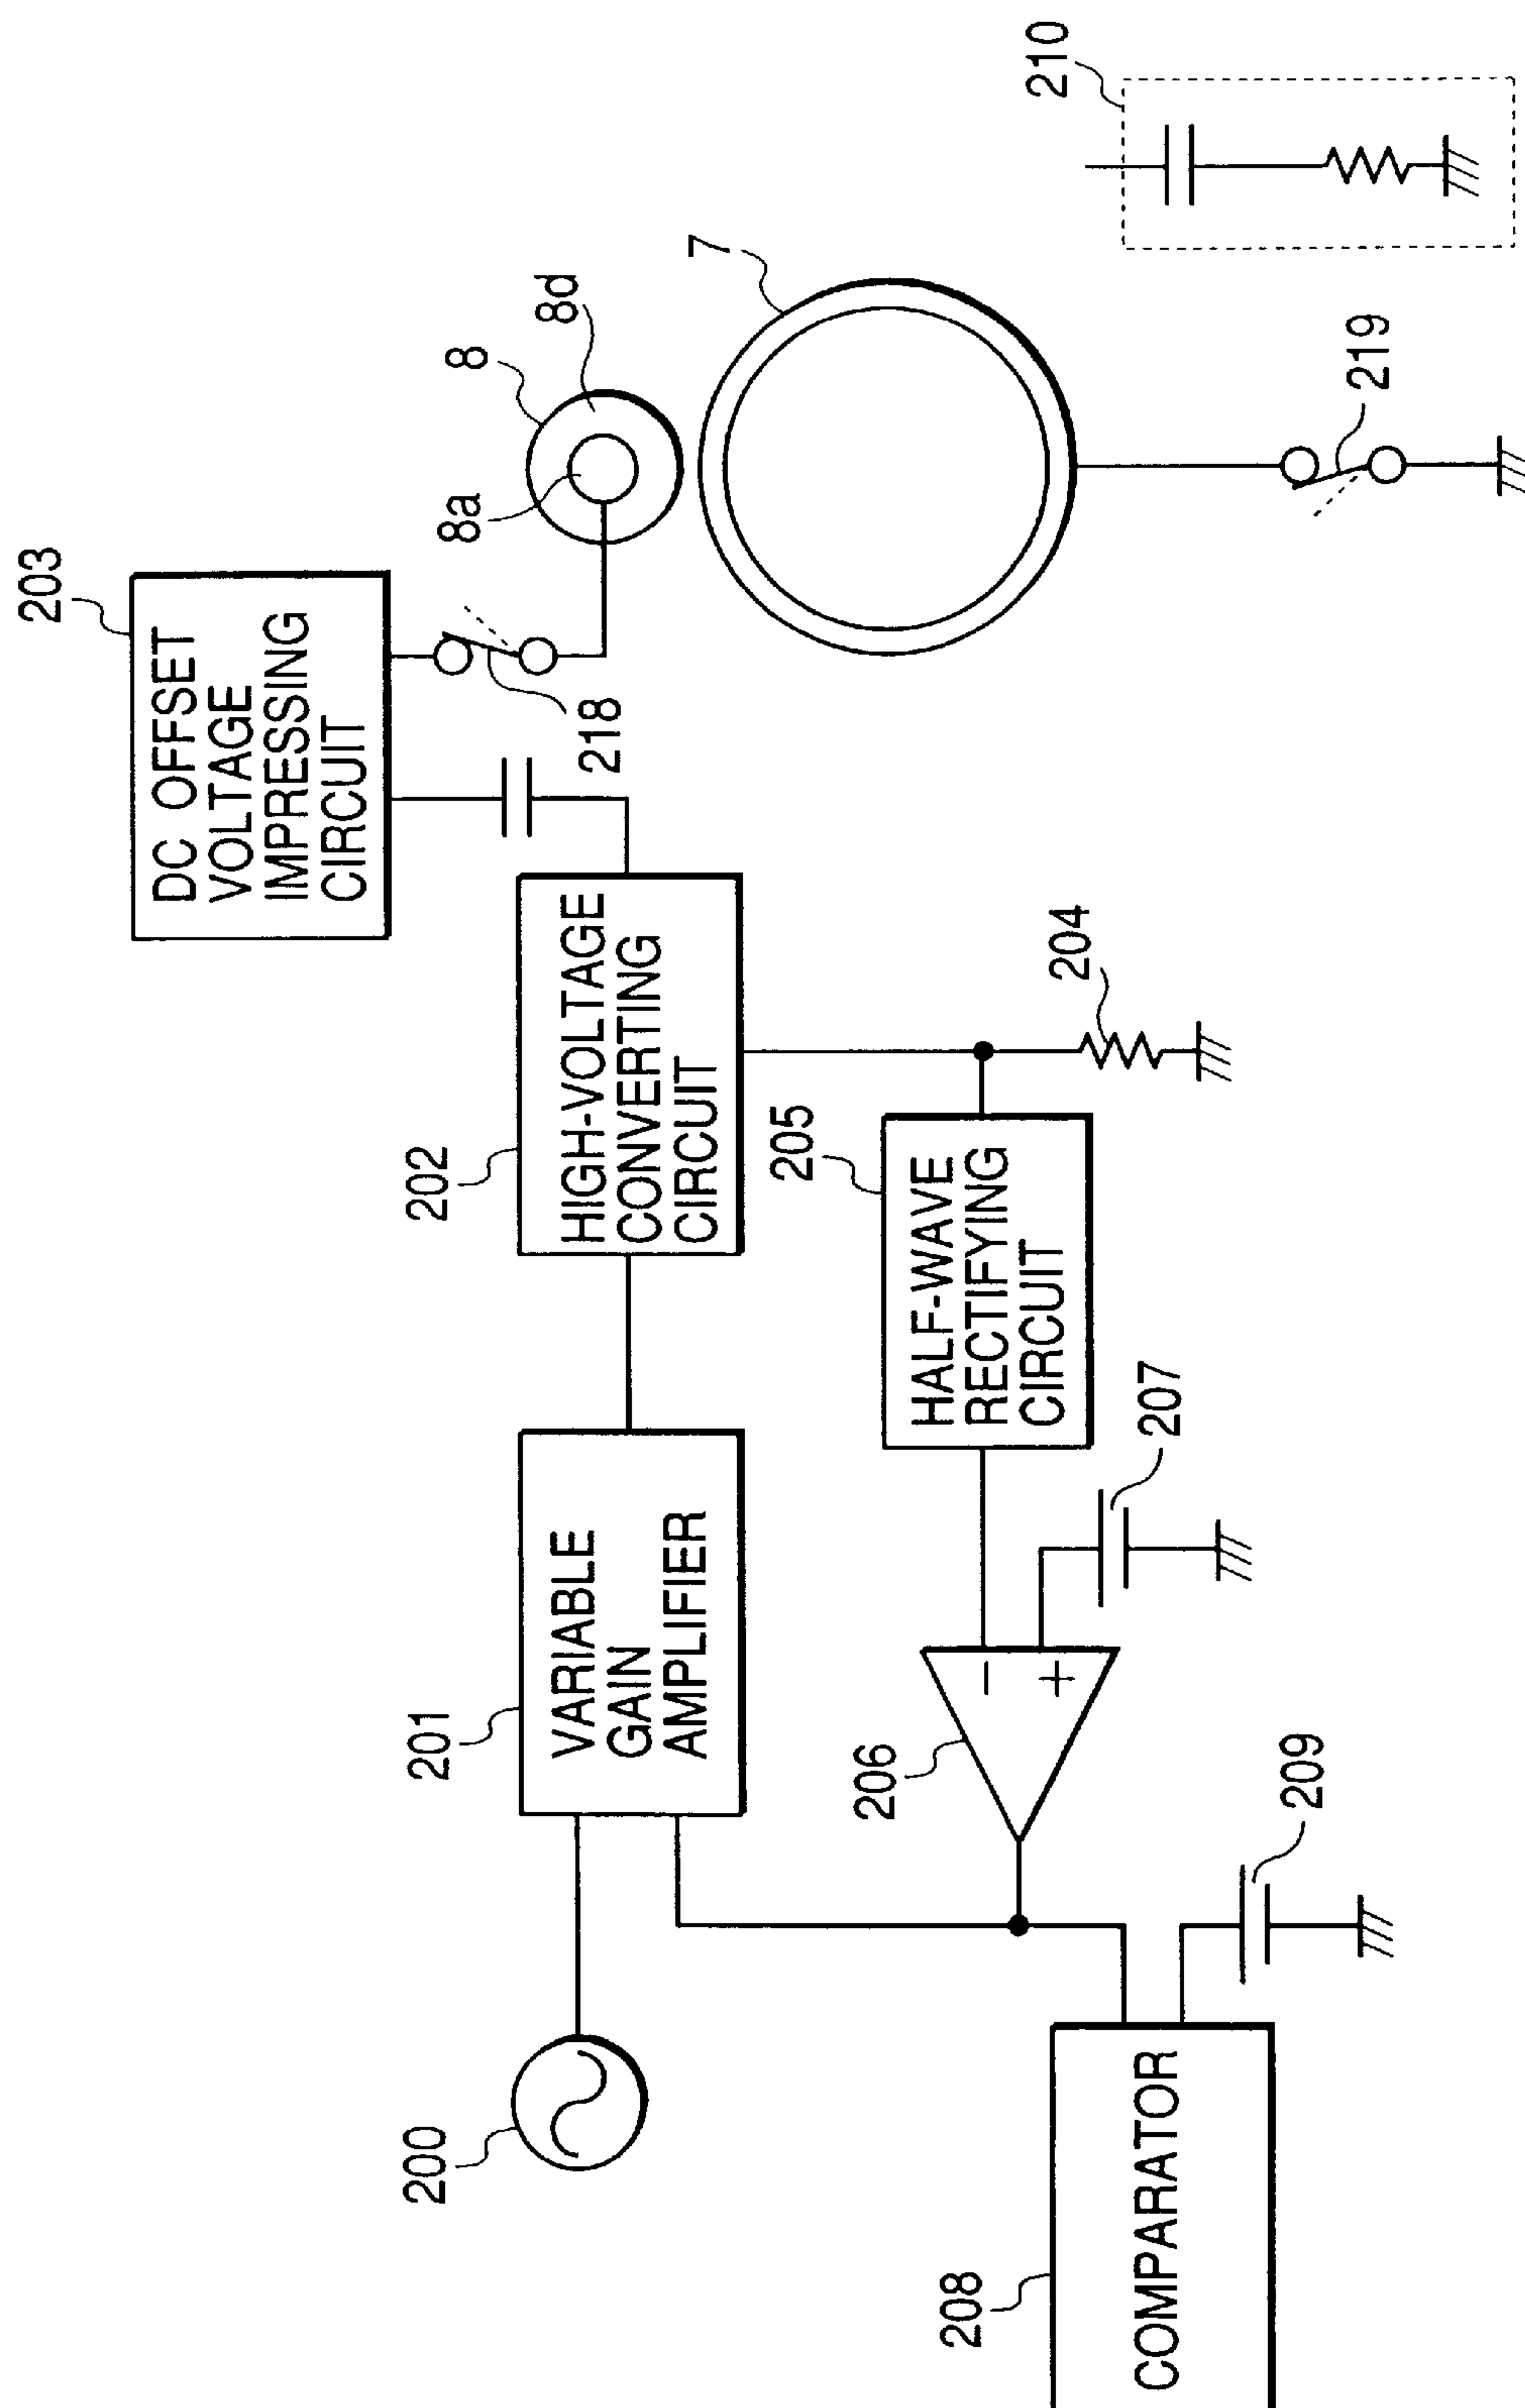 203
DC OFFSET
VOLTAGE
IMPRESSING
CIRCUIT
218
8
8d
8a
7
210
219
202
HIGH-VOLTAGE
CONVERTING
CIRCUIT
204
201
VARIABLE
GAIN
AMPLIFIER
205
HALF-WAVE
RECTIFYING
CIRCUIT
200
206
−
+
207
208
COMPARATOR
209